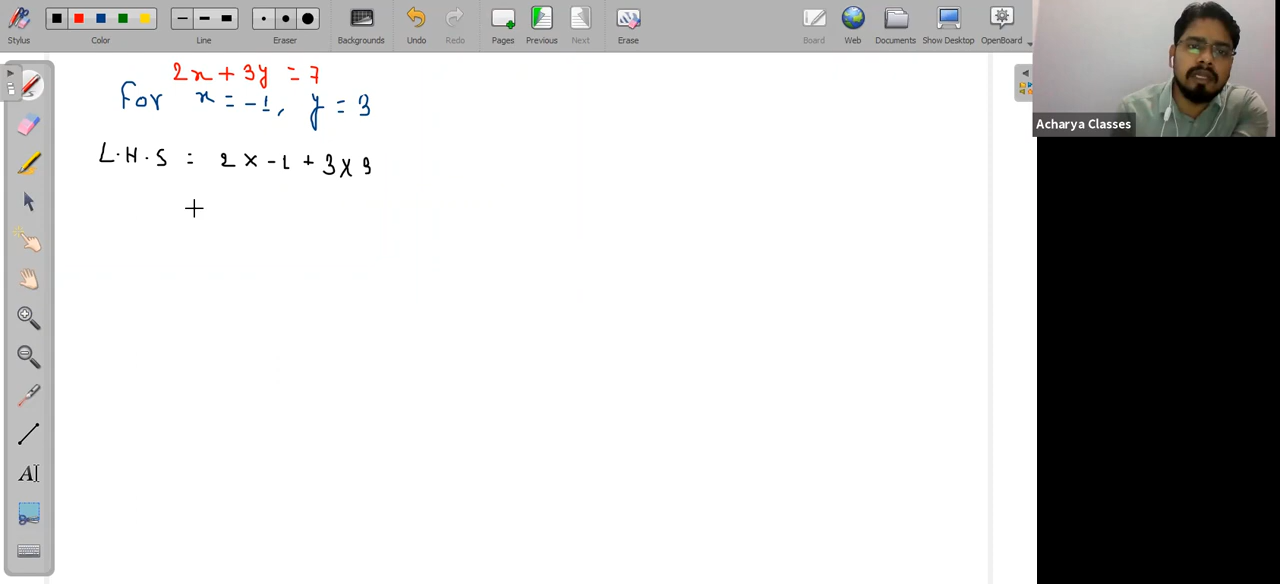 Stylus
Color
Line
Eraser
Backgrounds
Undo
Redo
Pages
Previous
Next
Erase
Board
Web
Documents
Show Desktop
OpenBoard
2x + 3y = 7
For x = -1, y = 3
L.H.S = 2 x -1 + 3 x 3
AI
Acharya Classes